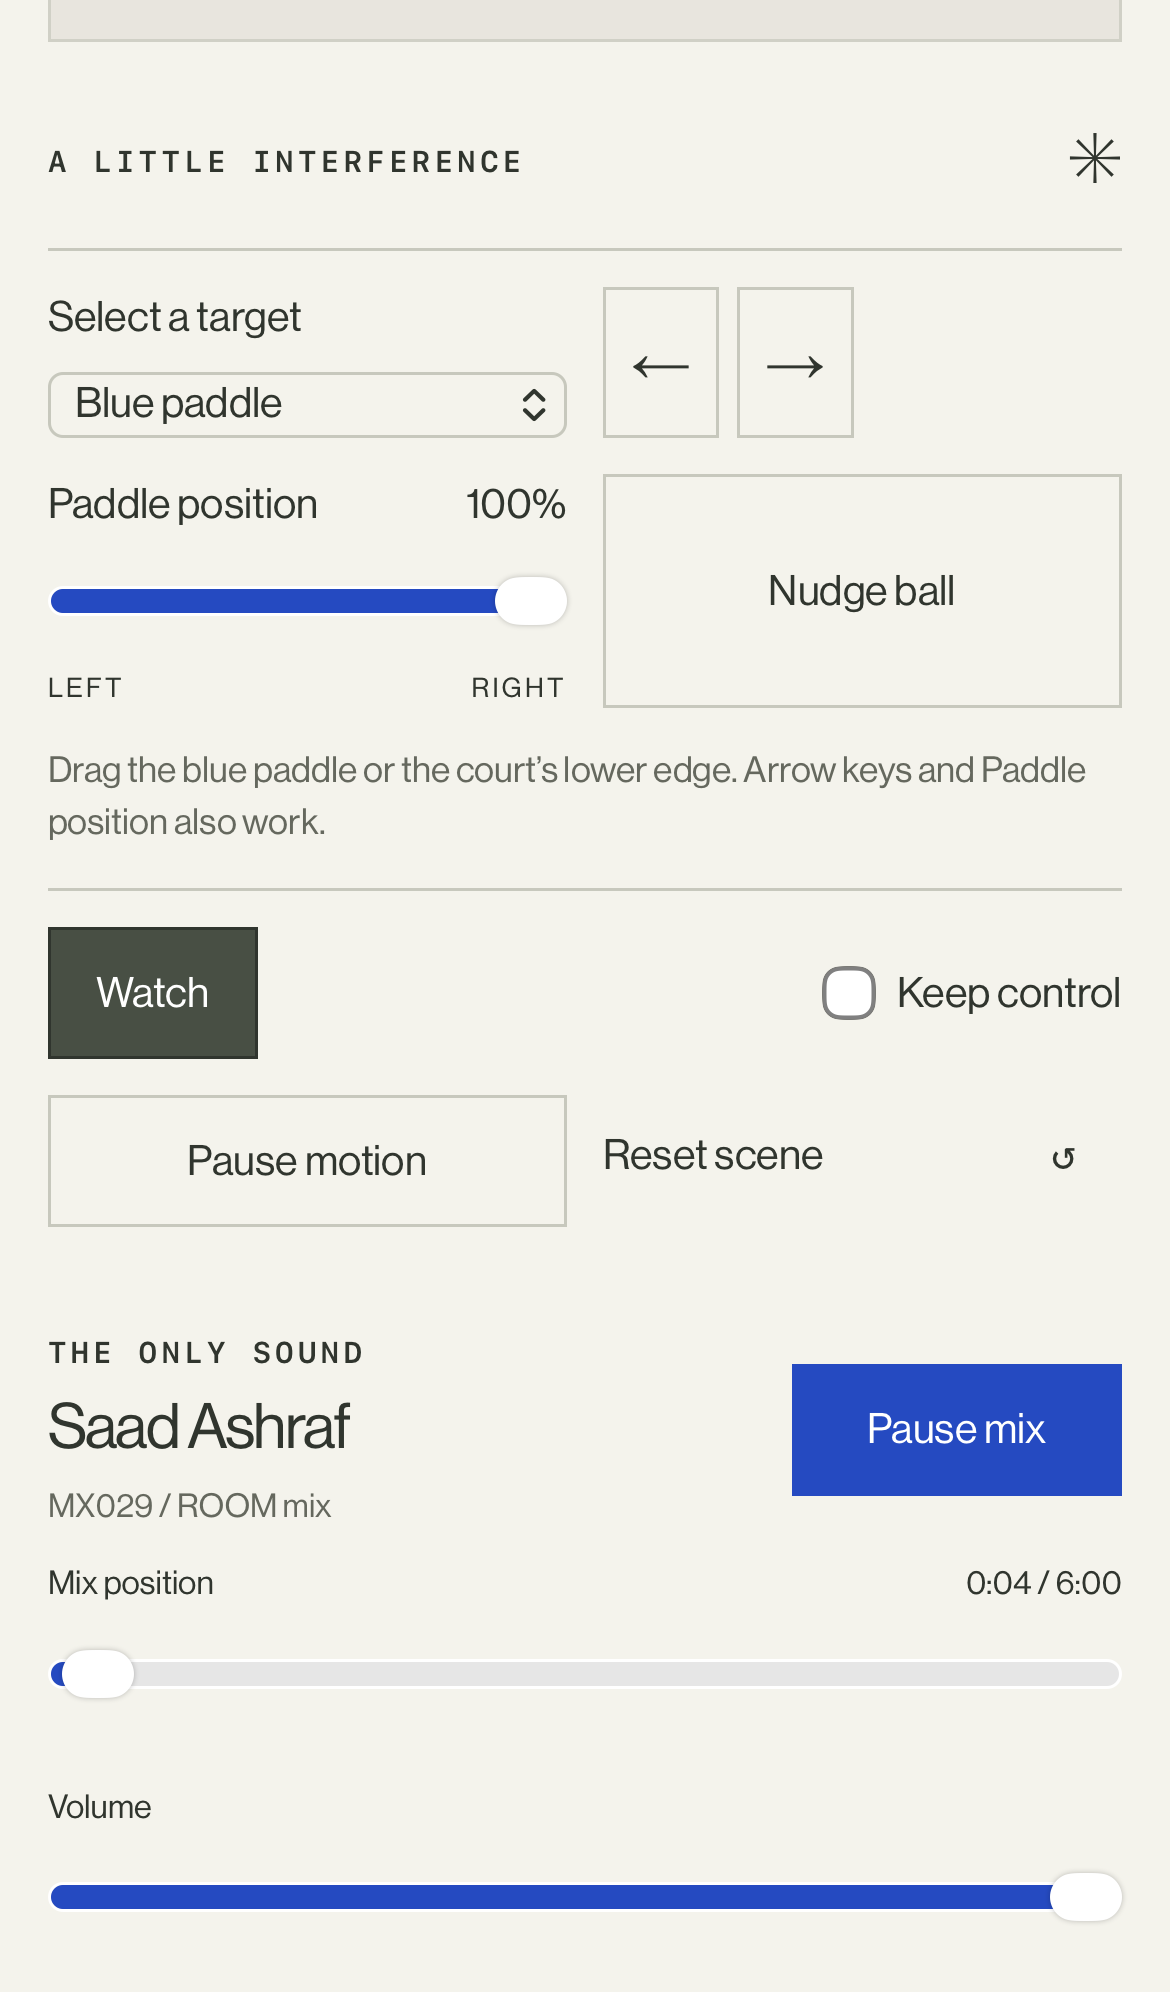 A LITTLE INTERFERENCE
Select a target
Blue paddle
← →
Paddle position 100%
Nudge ball
LEFT RIGHT
Drag the blue paddle or the court’s lower edge. Arrow keys and Paddle
position also work.
Watch
Keep control
Pause motion
Reset scene ↺
THE ONLY SOUND
Saad Ashraf
Pause mix
MX029 / ROOM mix
Mix position 0:04 / 6:00
Volume